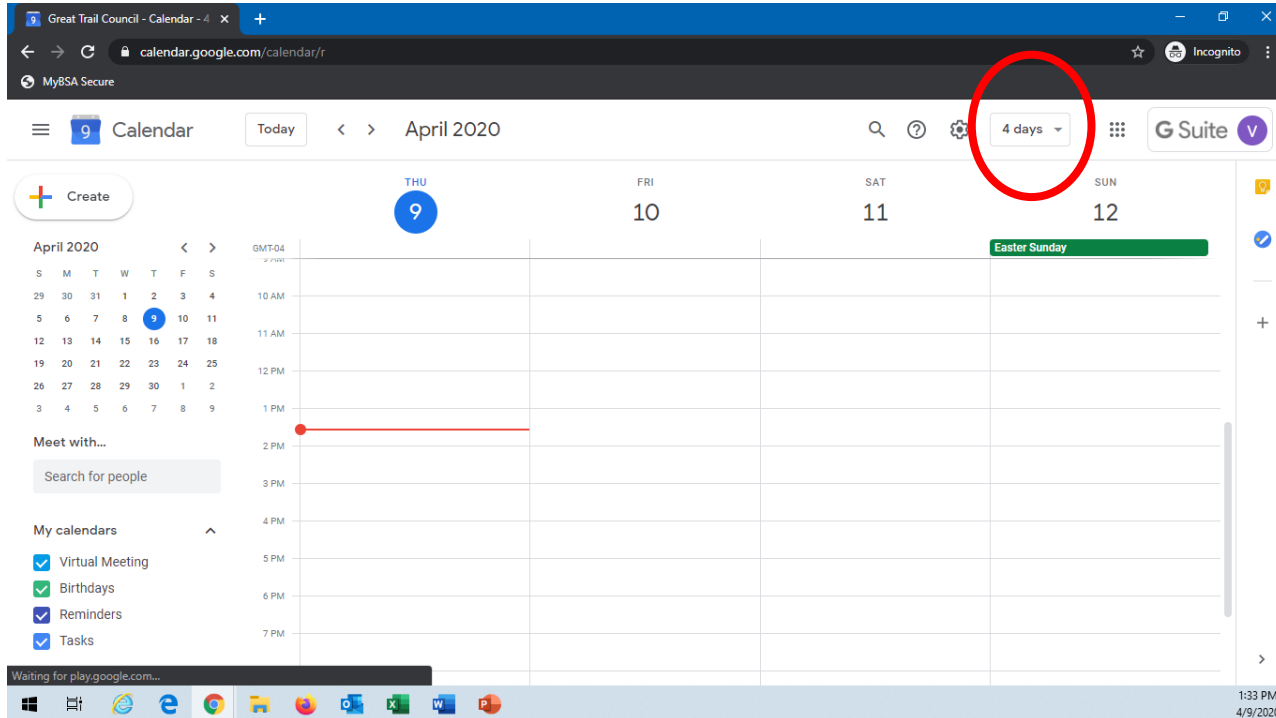 Great Trail Council - Calendar - 4
calendar.google.com/calendar/r
Incognito
MyBSA Secure
9 Calendar Today April 2020 4 days G Suite V
Create
THU FRI SAT SUN
9 10 11 12
April 2020
GMT-04 Easter Sunday
S M T W T F S
29 30 31 1 2 3 4
5 6 7 8 9 10 11
12 13 14 15 16 17 18
19 20 21 22 23 24 25
26 27 28 29 30 1 2
3 4 5 6 7 8 9
9 AM
10 AM
11 AM
12 PM
1 PM
2 PM
3 PM
4 PM
5 PM
6 PM
7 PM
Meet with...
Search for people
My calendars
Virtual Meeting
Birthdays
Reminders
Tasks
Waiting for play.google.com...
1:33 PM